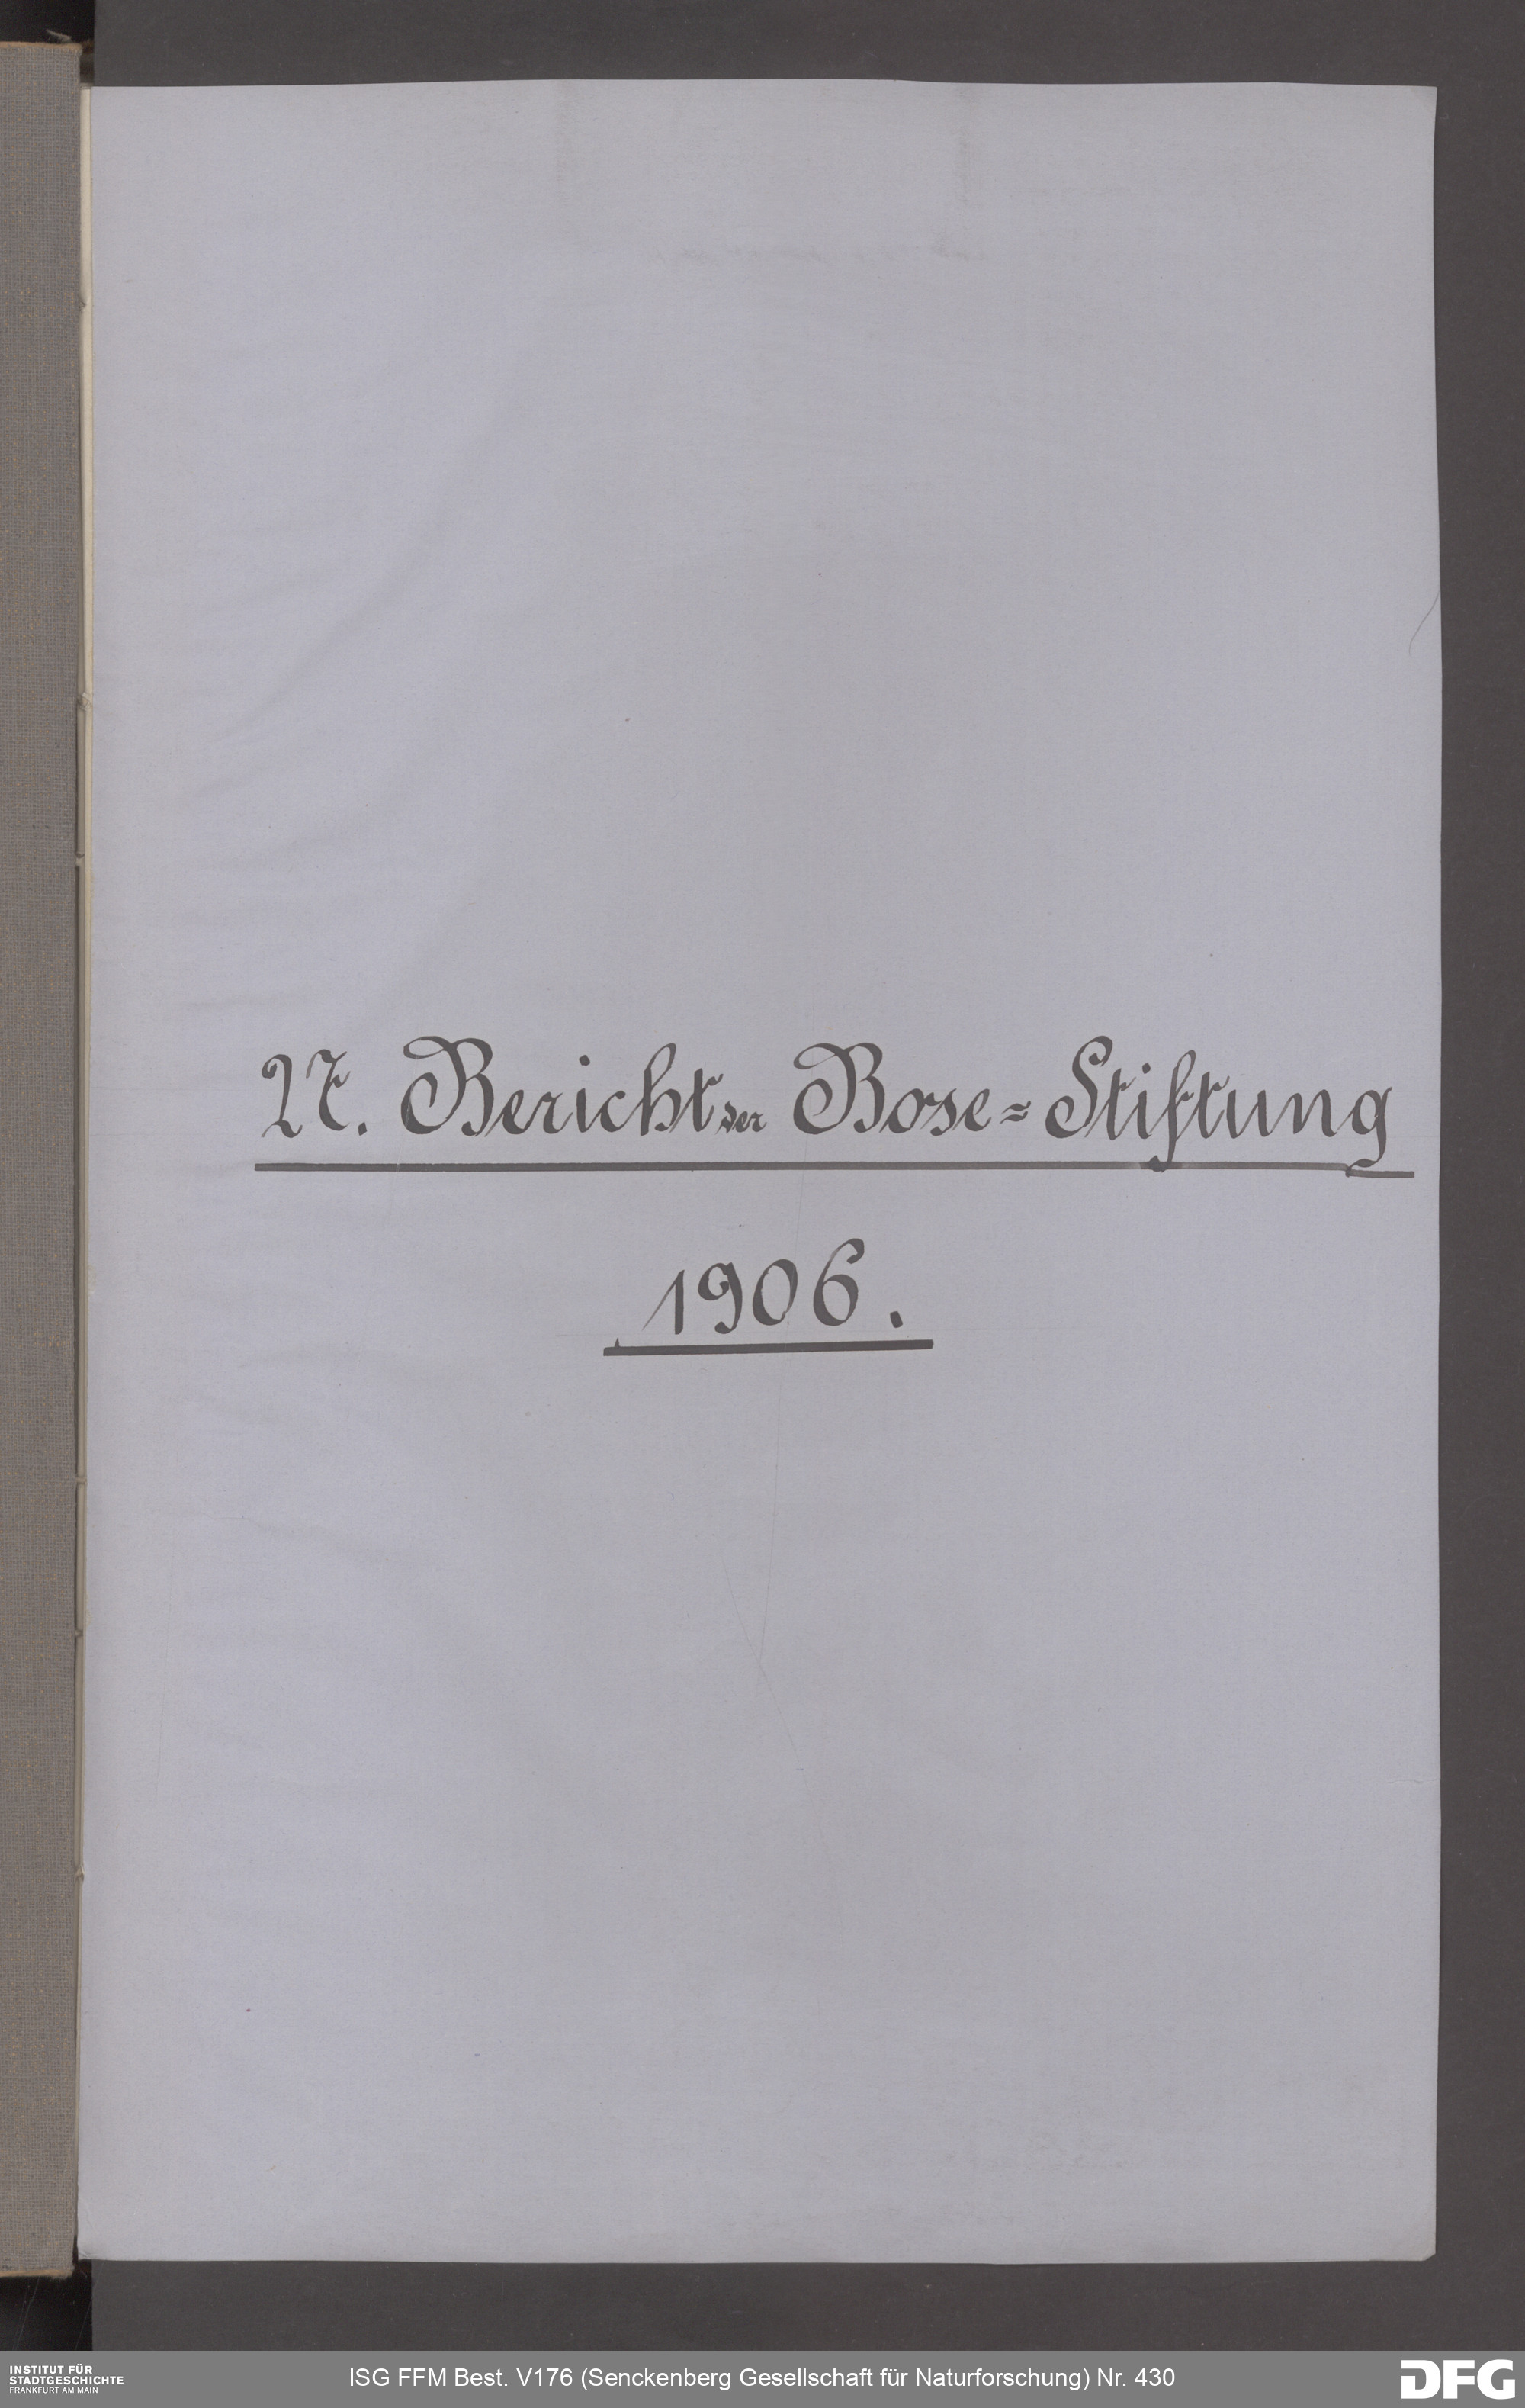 27. Bericht der Bose=Stiftung
1906.
INSTITUT FÜR
STADTGESCHICHTE
FRANKFURT AM MAIN
ISG FFM Best. V176 (Senckenberg Gesellschaft für Naturforschung) Nr. 430
DFG